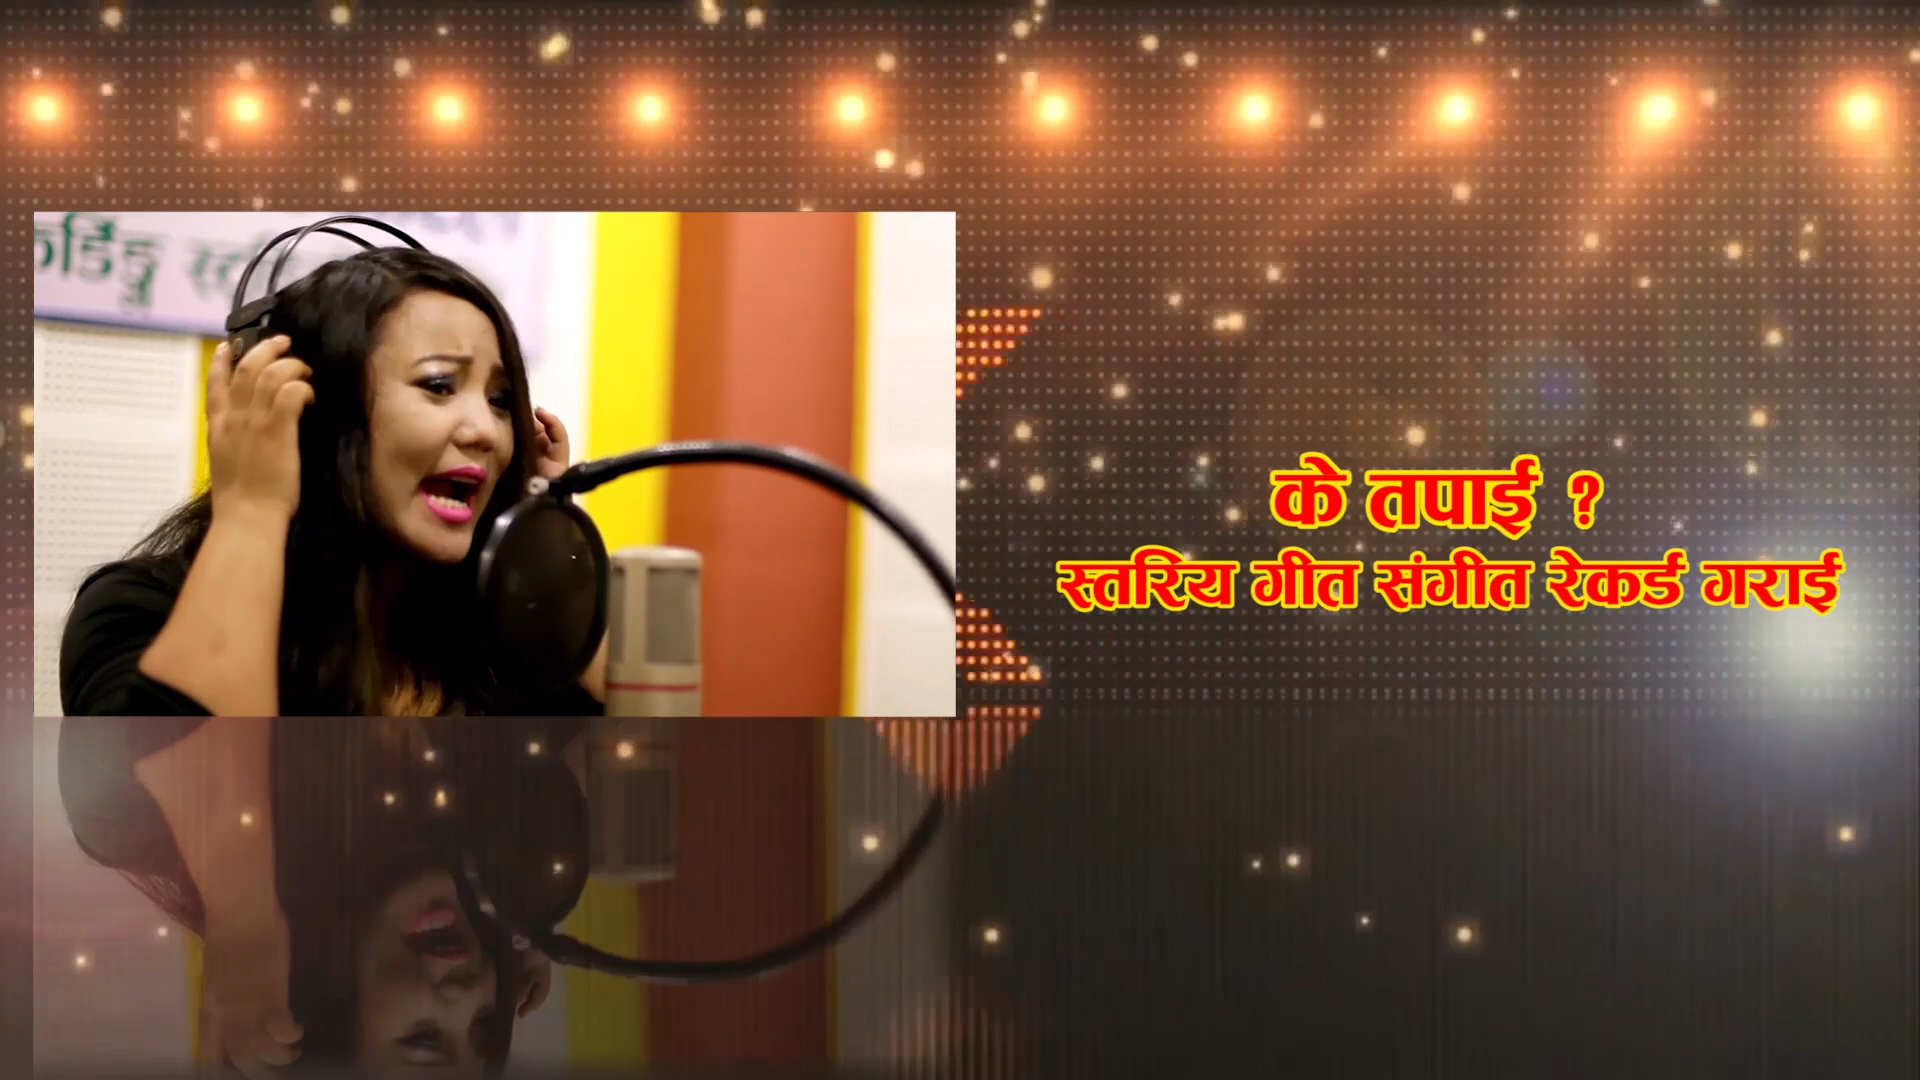 के तपाई ?
स्तरिय गीत संगीत रेकर्ड गराई